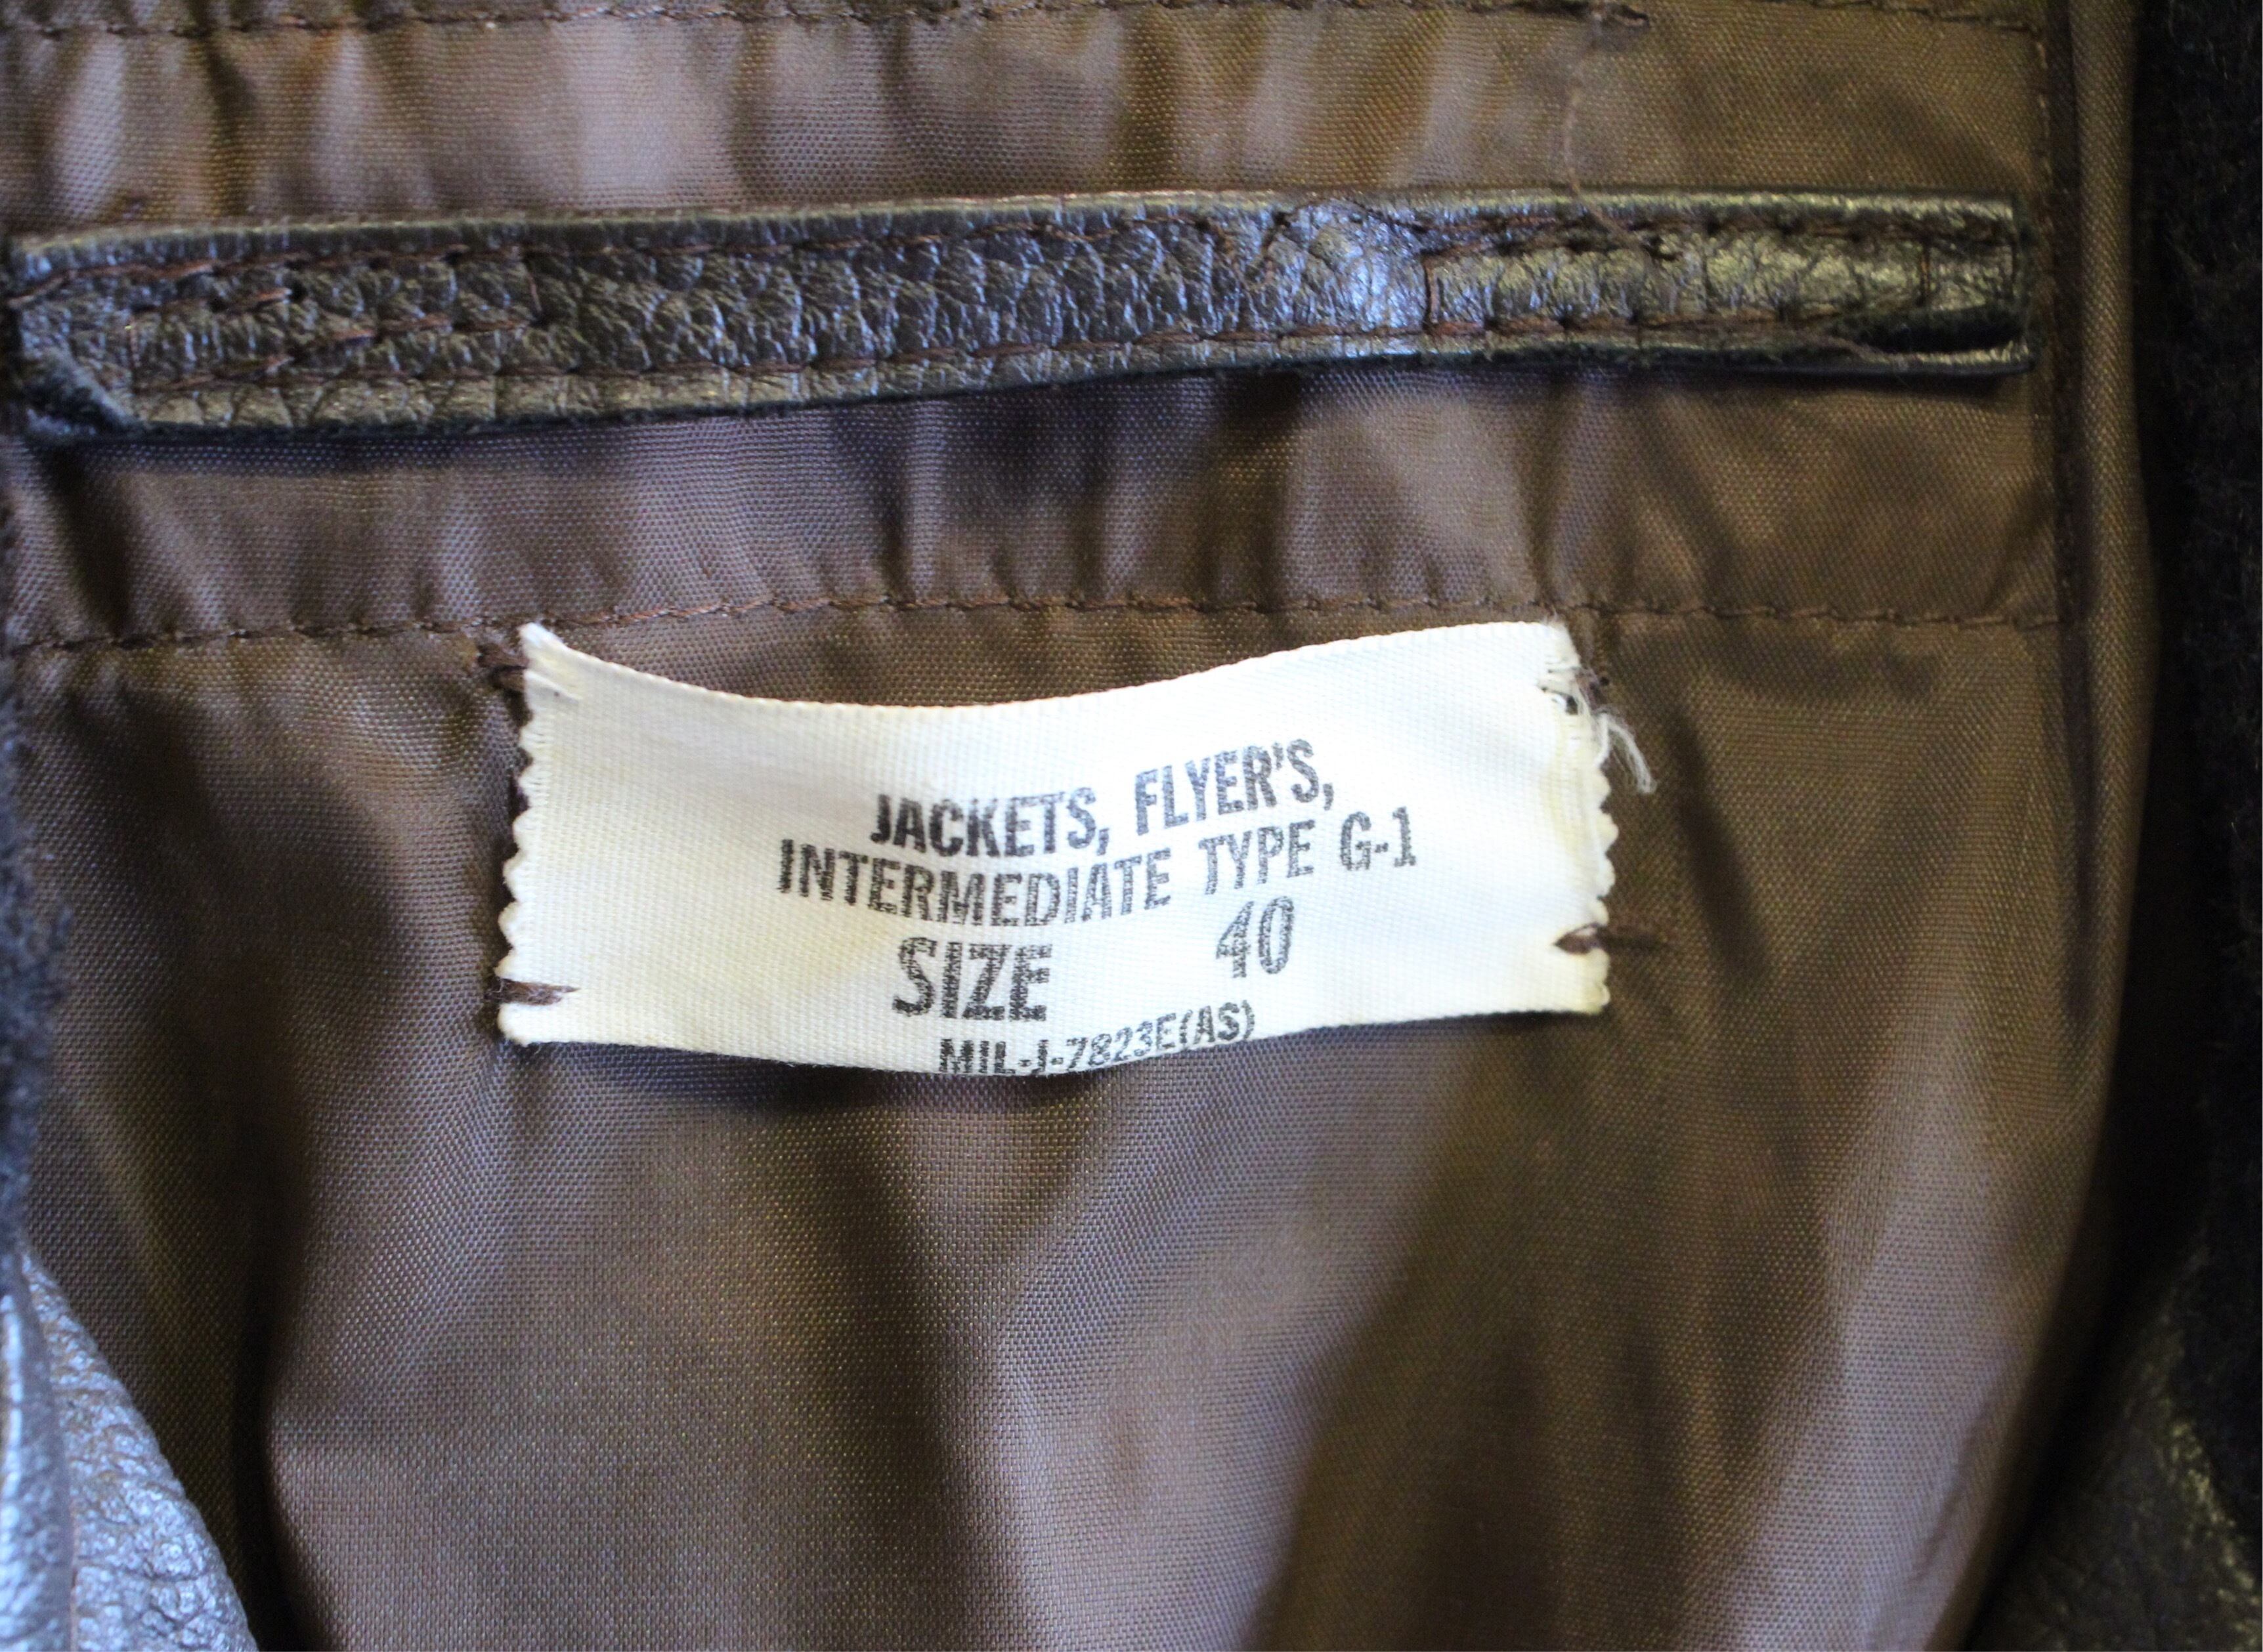 JACKETS, FLYER'S,
INTERMEDIATE TYPE G-1
SIZE 40
MIL-J-7823E(AS)